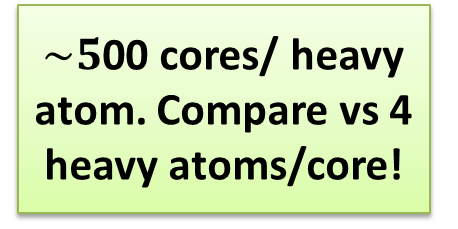 ~500 cores/ heavy
atom. Compare vs 4
heavy atoms/core!